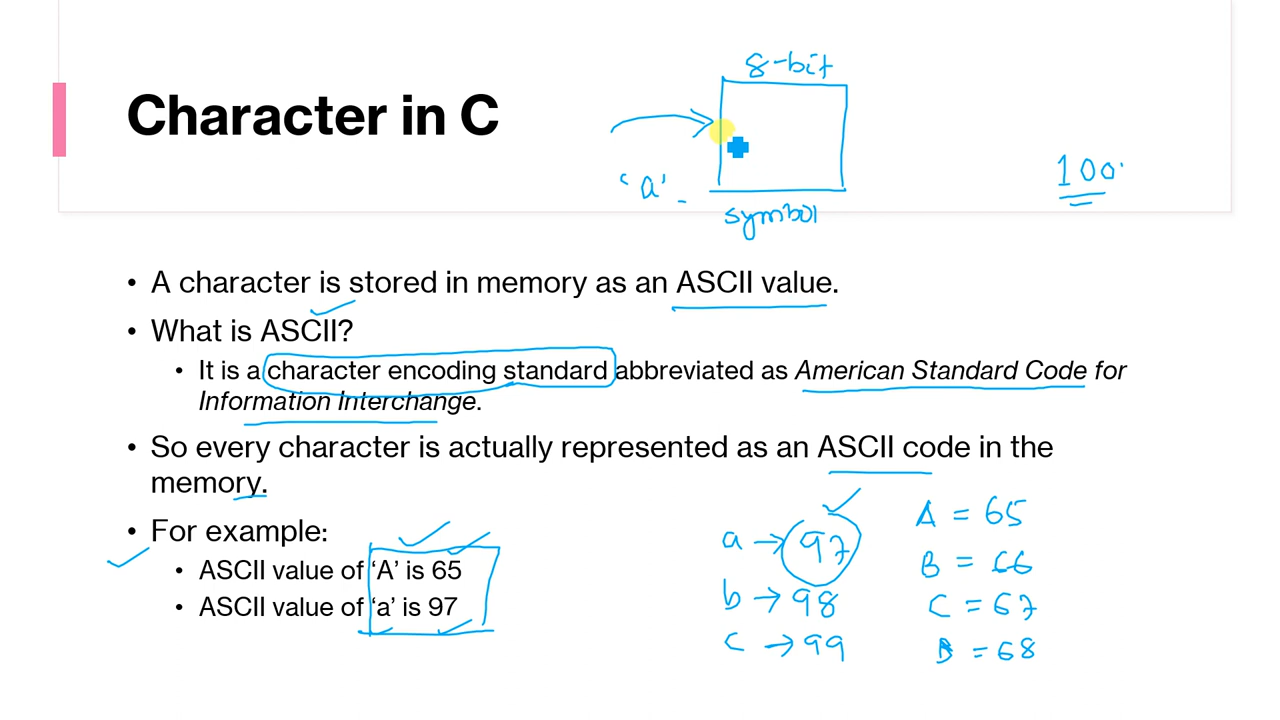 8-bit
Character in C
100
'a'
symbol
• A character is stored in memory as an ASCII value.
• What is ASCII?
• It is a character encoding standard abbreviated as American Standard Code for
Information Interchange.
• So every character is actually represented as an ASCII code in the
memory.
• For example:
• ASCII value of 'A' is 65
• ASCII value of 'a' is 97
a → 97
b → 98
c → 99
A = 65
B = 66
C = 67
= 68